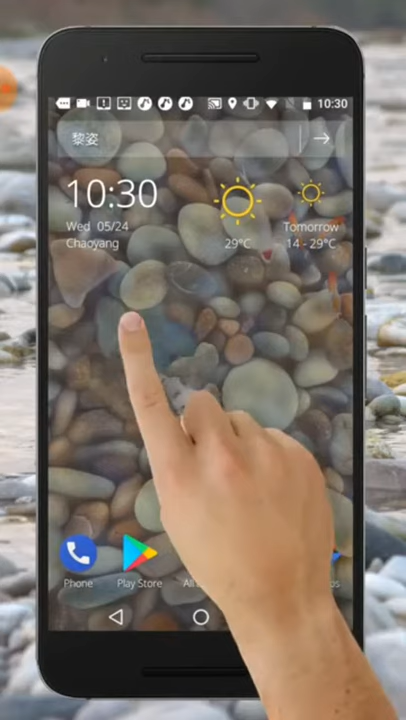 10:30
黎姿
10:30
Wed 05/24
Chaoyang
29°C
Tomorrow
14 - 29°C
Phone
Play Store